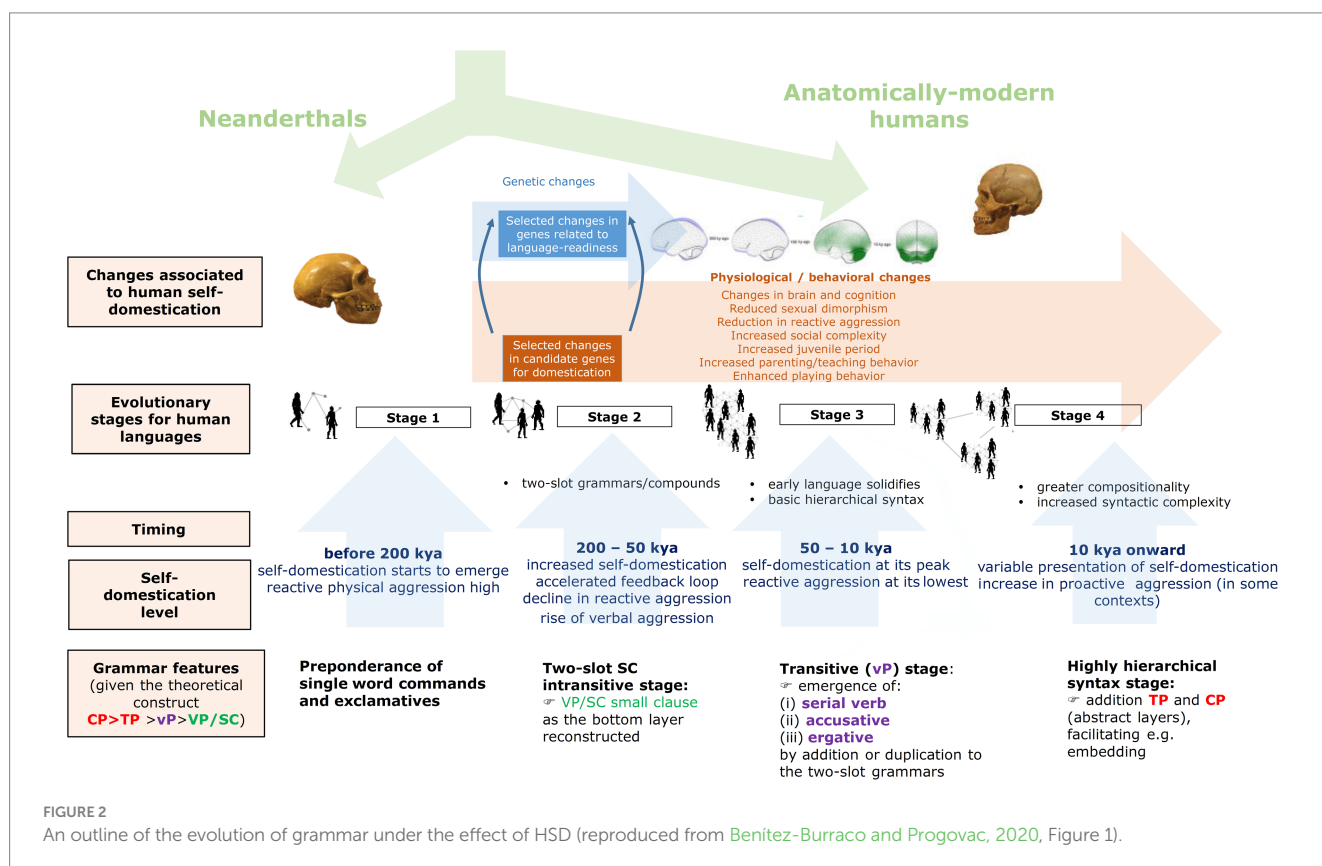 Neanderthals
Anatomically-modern
humans
Genetic changes
Selected changes in
genes related to
language-readiness
Changes associated
to human self-
domestication
Physiological / behavioral changes
Changes in brain and cognition
Reduced sexual dimorphism
Reduction in reactive aggression
Increased social complexity
Increased juvenile period
Increased parenting/teaching behavior
Enhanced playing behavior
Selected changes
in candidate genes
for domestication
Evolutionary
stages for human
languages
Stage 1
Stage 2
Stage 3
Stage 4
• two-slot grammars/compounds
• early language solidifies
• basic hierarchical syntax
• greater compositionality
• increased syntactic complexity
Timing
before 200 kya
200 – 50 kya
50 – 10 kya
10 kya onward
Self-
domestication
level
self-domestication starts to emerge
reactive physical aggression high
increased self-domestication
accelerated feedback loop
decline in reactive aggression
rise of verbal aggression
self-domestication at its peak
reactive aggression at its lowest
variable presentation of self-domestication
increase in proactive aggression (in some
contexts)
Grammar features
(given the theoretical
construct
CP>TP >vP>VP/SC)
Preponderance of
single word commands
and exclamatives
Two-slot SC
intransitive stage:
☞ VP/SC small clause
as the bottom layer
reconstructed
Transitive (vP) stage:
☞ emergence of:
(i) serial verb
(ii) accusative
(iii) ergative
by addition or duplication to
the two-slot grammars
Highly hierarchical
syntax stage:
☞ addition TP and CP
(abstract layers),
facilitating e.g.
embedding
FIGURE 2
An outline of the evolution of grammar under the effect of HSD (reproduced from Benítez-Burraco and Progovac, 2020, Figure 1).